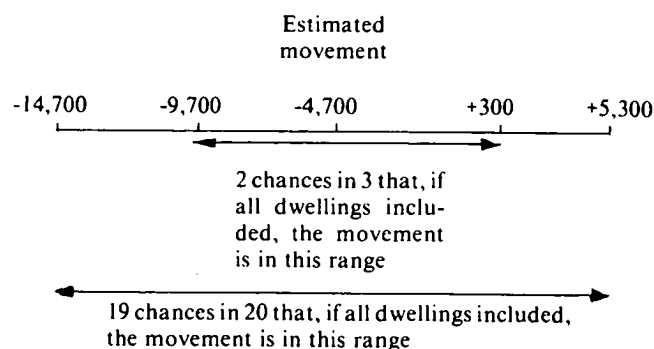 Estimated
movement
-14,700 -9,700 -4,700 +300 +5,300
2 chances in 3 that, if
all dwellings inclu-
ded, the movement
is in this range
19 chances in 20 that, if all dwellings included,
the movement is in this range